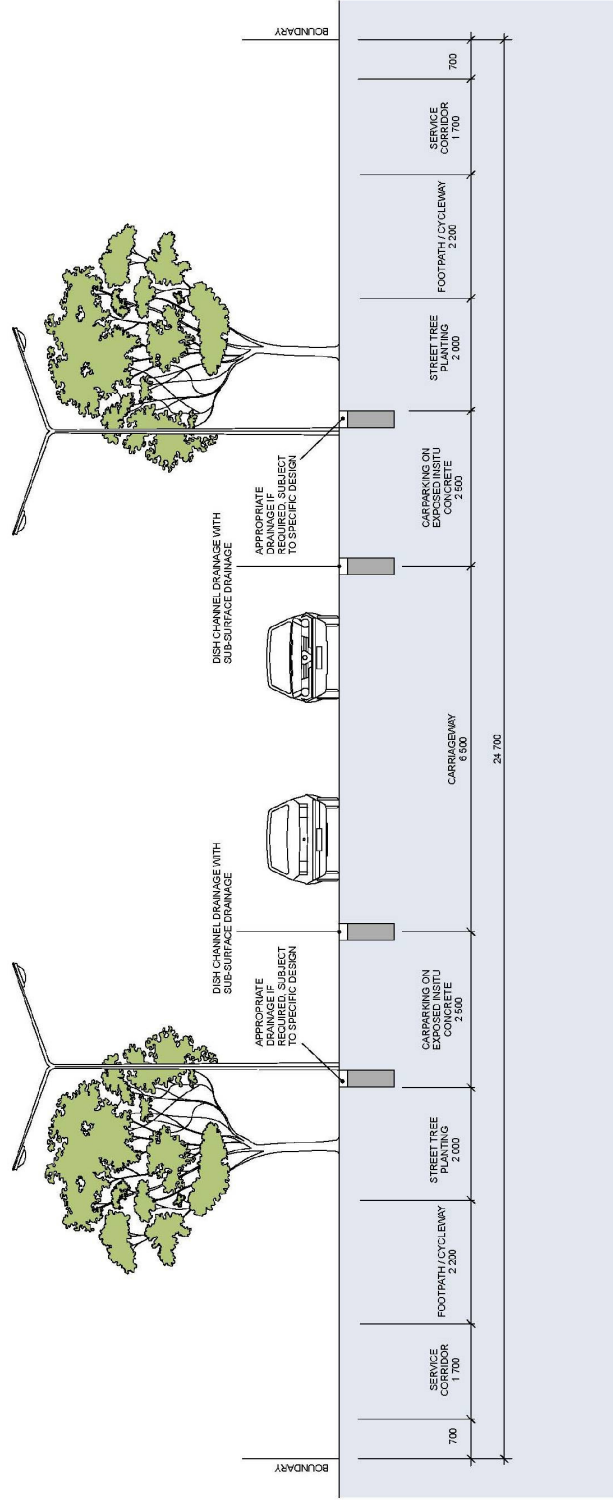 BOUNDARY
BOUNDARY
APPROPRIATE
DRAINAGE IF
REQUIRED, SUBJECT
TO SPECIFIC DESIGN
DISH CHANNEL DRAINAGE WITH
SUB-SURFACE DRAINAGE
DISH CHANNEL DRAINAGE WITH
SUB-SURFACE DRAINAGE
APPROPRIATE
DRAINAGE IF
REQUIRED, SUBJECT
TO SPECIFIC DESIGN
700
SERVICE
CORRIDOR
1 700
FOOTPATH / CYCLEWAY
2 200
STREET TREE
PLANTING
2 000
CARPARKING ON
EXPOSED INSITU
CONCRETE
2 500
CARRIAGEWAY
6 500
CARPARKING ON
EXPOSED INSITU
CONCRETE
2 500
STREET TREE
PLANTING
2 000
FOOTPATH / CYCLEWAY
2 200
SERVICE
CORRIDOR
1 700
700
24 700